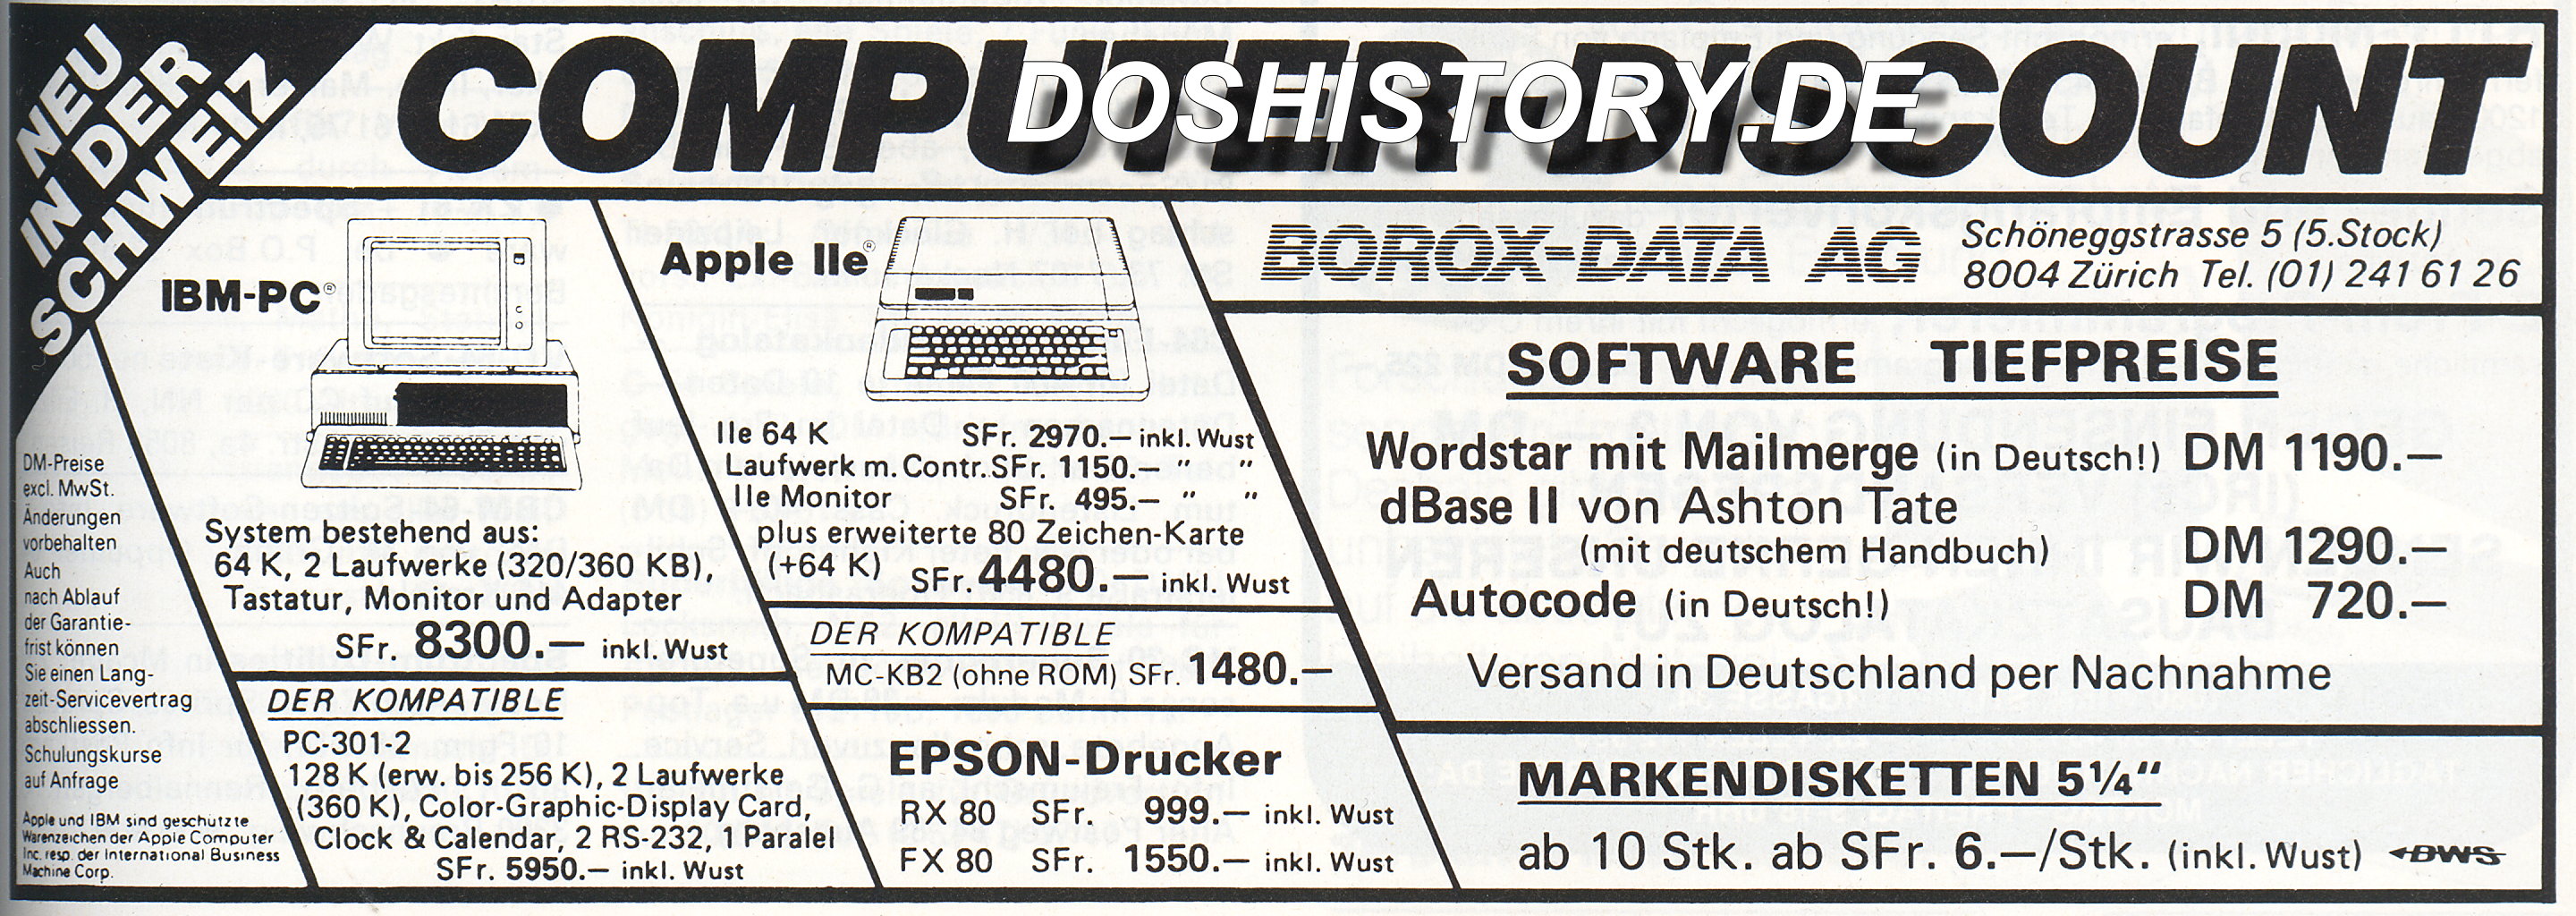 NEU
IN DER
SCHWEIZ
COMPUTER-DISCOUNT
DOSHISTORY.DE
IBM-PC®
System bestehend aus:
64 K, 2 Laufwerke (320/360 KB),
Tastatur, Monitor und Adapter
SFr. 8300.— inkl. Wust
DER KOMPATIBLE
PC-301-2
128 K (erw. bis 256 K), 2 Laufwerke
(360 K), Color-Graphic-Display Card,
Clock & Calendar, 2 RS-232, 1 Paralel
SFr. 5950.— inkl. Wust
DM-Preise
excl. MwSt.
Änderungen
vorbehalten
Auch
nach Ablauf
der Garantie-
frist können
Sie einen Lang-
zeit-Servicevertrag
abschliessen.
Schulungskurse
auf Anfrage
Apple und IBM sind geschützte
Warenzeichen der Apple Computer
Inc. resp. der International Business
Machine Corp.
Apple IIe®
IIe 64 K SFr. 2970.— inkl. Wust
Laufwerk m. Contr. SFr. 1150.— " "
IIe Monitor SFr. 495.— " "
plus erweiterte 80 Zeichen-Karte
(+64 K) SFr. 4480.— inkl. Wust
DER KOMPATIBLE
MC-KB2 (ohne ROM) SFr. 1480.—
EPSON-Drucker
RX 80 SFr. 999.— inkl. Wust
FX 80 SFr. 1550.— inkl. Wust
BOROX-DATA AG
Schöneggstrasse 5 (5.Stock)
8004 Zürich Tel. (01) 241 61 26
SOFTWARE TIEFPREISE
Wordstar mit Mailmerge (in Deutsch!) DM 1190.—
dBase II von Ashton Tate
(mit deutschem Handbuch) DM 1290.—
Autocode (in Deutsch!) DM 720.—
Versand in Deutschland per Nachnahme
MARKENDISKETTEN 5¼"
ab 10 Stk. ab SFr. 6.—/Stk. (inkl. Wust)
BWS